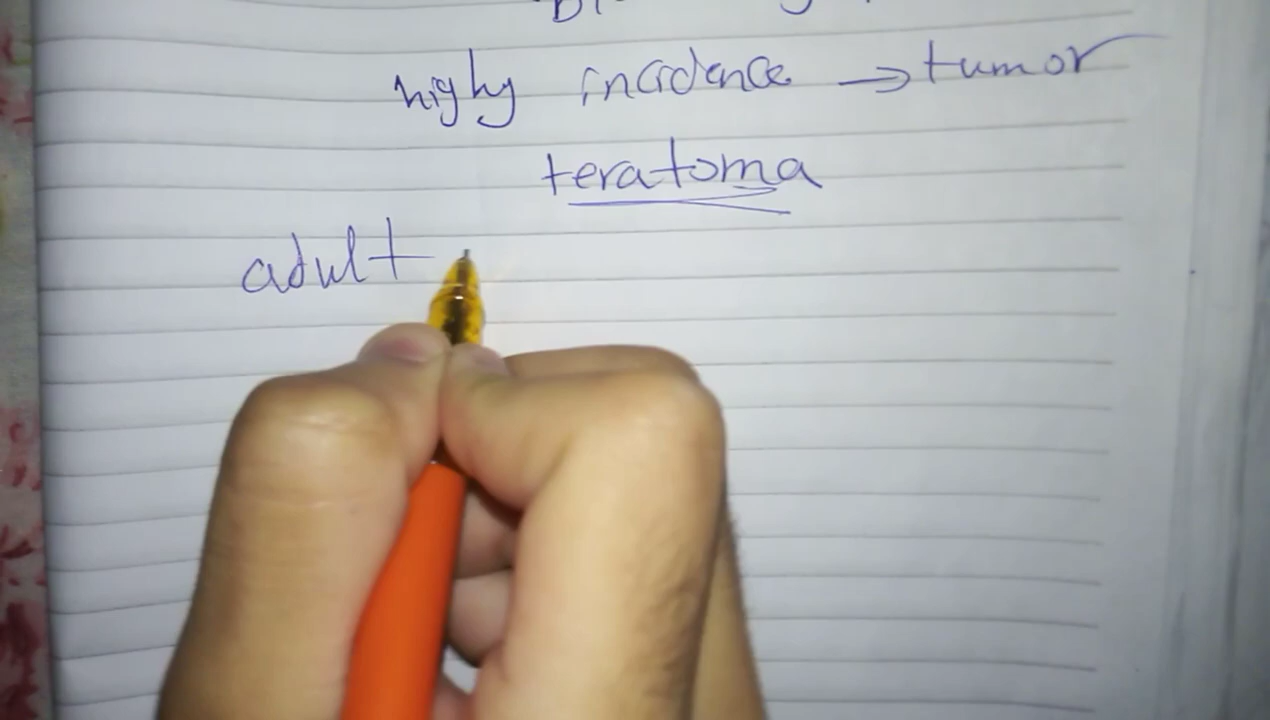 highy incidence → tumor
teratoma
adult